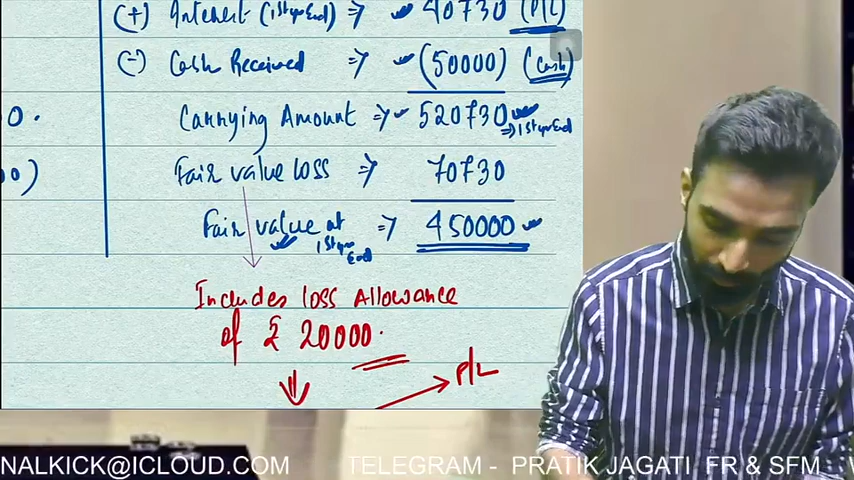 (+) Interest (1st yr End) ⇒ 40730 (P/L)
(-) Cash Received ⇒ (50000) (Cash)
0. Carrying Amount ⇒ 520730 ⇒ 1st yr End
00) Fair value loss ⇒ 70730
Fair value at 1st yr End ⇒ 450000
Includes loss Allowance
of ₹ 20000.
P/L
NALKICK@ICLOUD.COM TELEGRAM - PRATIK JAGATI FR & SFM